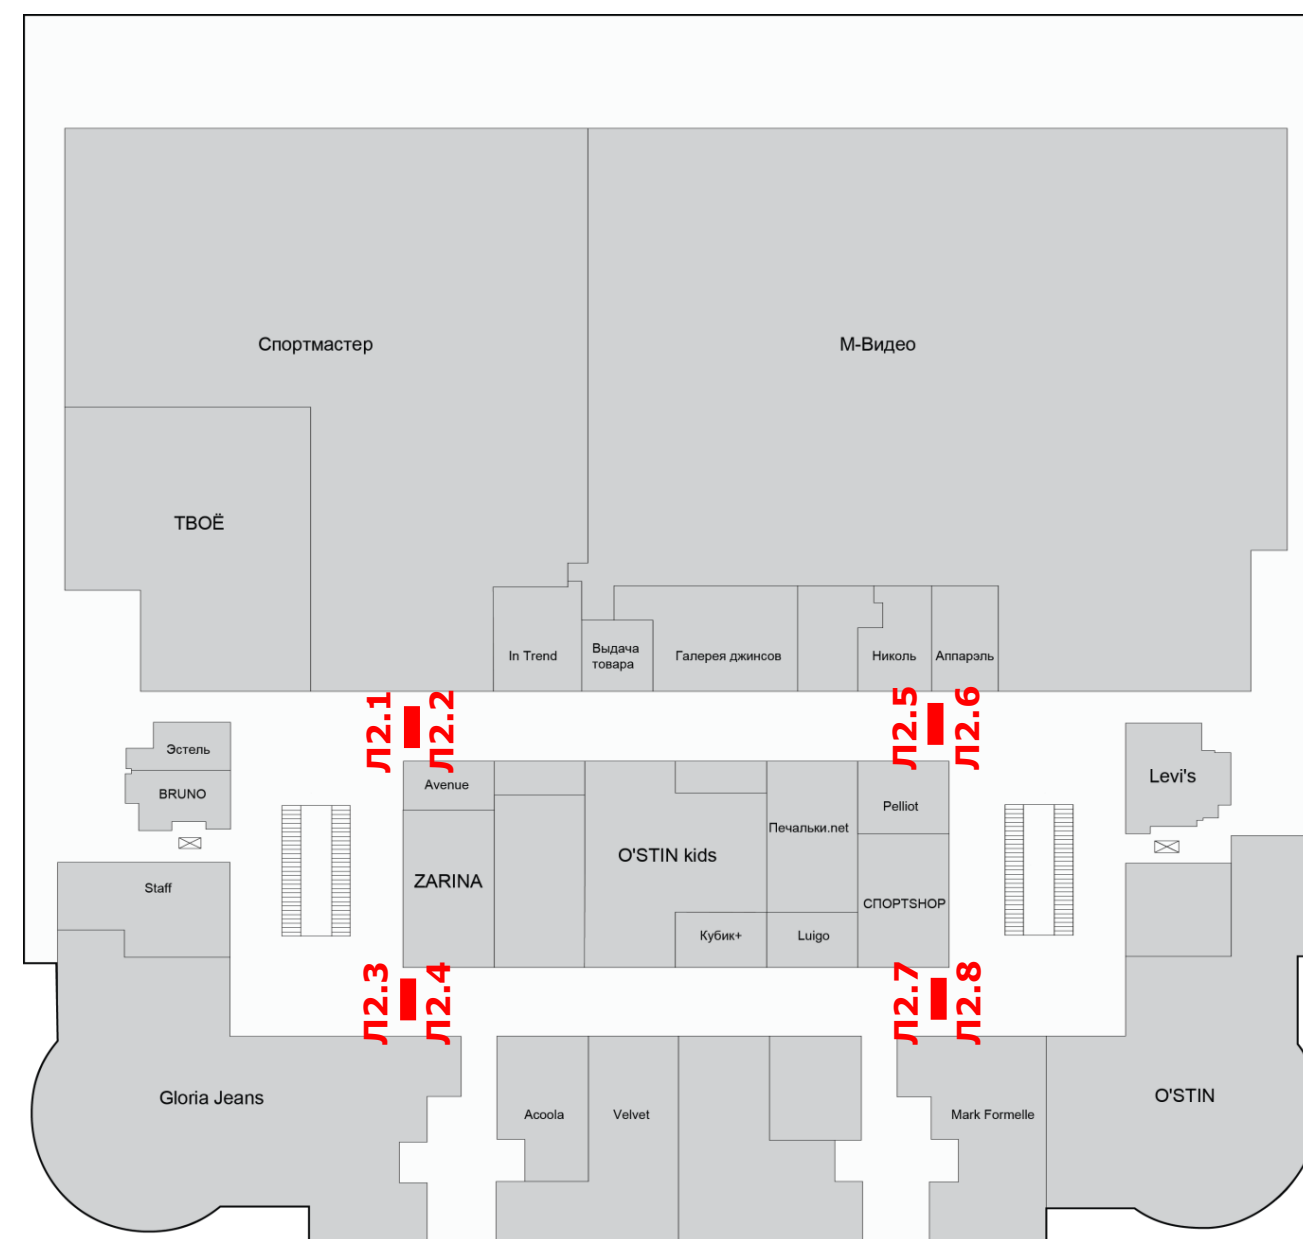 Спортмастер
М-Видео
ТВОЁ
In Trend
Выдача
товара
Галерея джинсов
Николь
Аппарэль
Л2.1
Л2.2
Л2.5
Л2.6
Эстель
BRUNO
Avenue
Levi's
Pelliot
Печальки.net
O'STIN kids
ZARINA
Staff
СПОРТSHOP
Кубик+
Luigo
Л2.3
Л2.4
Л2.7
Л2.8
Gloria Jeans
Acoola
Velvet
Mark Formelle
O'STIN